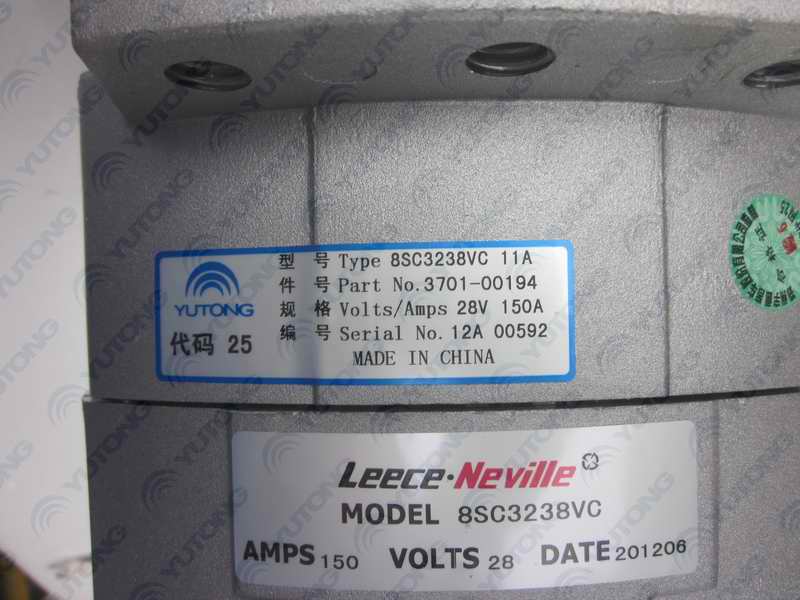 型 号 Type 8SC3238VC 11A
件 号 Part No.3701-00194
规 格 Volts/Amps 28V 150A
编 号 Serial No.12A 00592
MADE IN CHINA
YUTONG
代码 25
Leece·Neville
MODEL 8SC3238VC
AMPS 150 VOLTS 28 DATE 201206